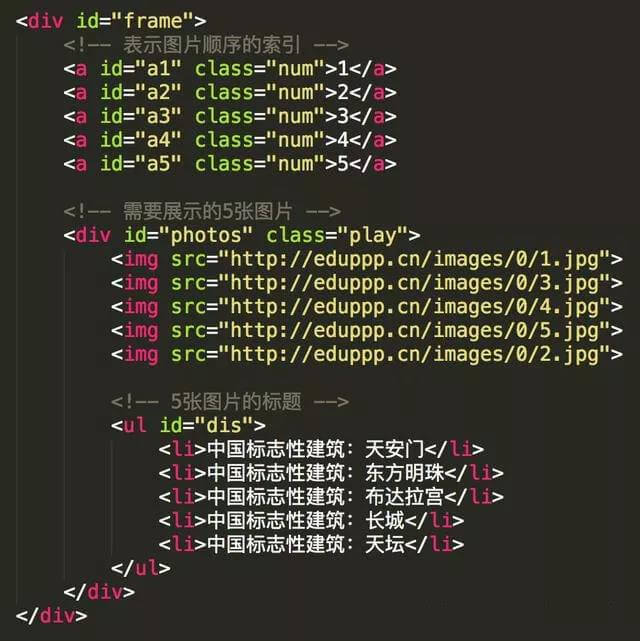 <div id="frame">
    <!-- 表示图片顺序的索引 -->
    <a id="a1" class="num">1</a>
    <a id="a2" class="num">2</a>
    <a id="a3" class="num">3</a>
    <a id="a4" class="num">4</a>
    <a id="a5" class="num">5</a>

    <!-- 需要展示的5张图片 -->
    <div id="photos" class="play">
        <img src="http://eduppp.cn/images/0/1.jpg">
        <img src="http://eduppp.cn/images/0/3.jpg">
        <img src="http://eduppp.cn/images/0/4.jpg">
        <img src="http://eduppp.cn/images/0/5.jpg">
        <img src="http://eduppp.cn/images/0/2.jpg">

        <!-- 5张图片的标题 -->
        <ul id="dis">
            <li>中国标志性建筑：天安门</li>
            <li>中国标志性建筑：东方明珠</li>
            <li>中国标志性建筑：布达拉宫</li>
            <li>中国标志性建筑：长城</li>
            <li>中国标志性建筑：天坛</li>
        </ul>
    </div>
</div>